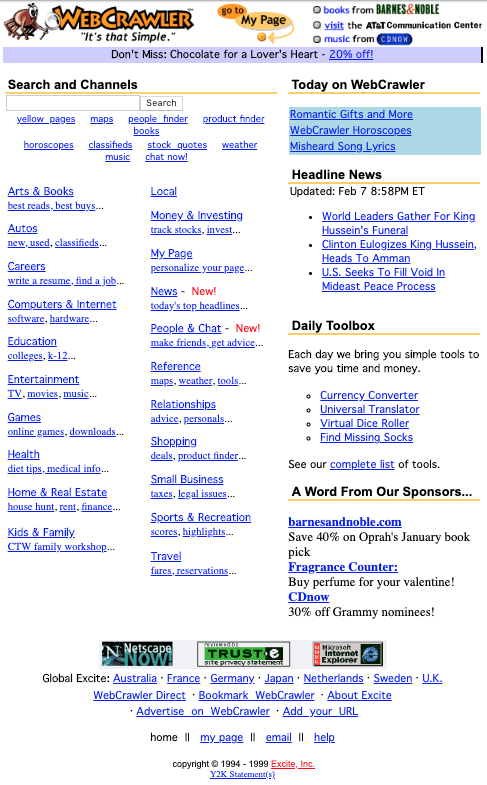 WEBCRAWLER
"It's that Simple."
go to My Page
books from BARNES&NOBLE
visit the AT&T Communication Center
music from CDNOW
Don't Miss: Chocolate for a Lover's Heart - 20% off!
Search and Channels
Search
yellow pages maps people finder product finder
books
horoscopes classifieds stock quotes weather
music chat now!
Arts & Books
best reads, best buys...
Autos
new, used, classifieds...
Careers
write a resume, find a job...
Computers & Internet
software, hardware...
Education
colleges, k-12...
Entertainment
TV, movies, music...
Games
online games, downloads...
Health
diet tips, medical info...
Home & Real Estate
house hunt, rent, finance...
Kids & Family
CTW family workshop...
Local
Money & Investing
track stocks, invest...
My Page
personalize your page...
News - New!
today's top headlines...
People & Chat - New!
make friends, get advice...
Reference
maps, weather, tools...
Relationships
advice, personals...
Shopping
deals, product finder...
Small Business
taxes, legal issues...
Sports & Recreation
scores, highlights...
Travel
fares, reservations...
Today on WebCrawler
Romantic Gifts and More
WebCrawler Horoscopes
Misheard Song Lyrics
Headline News
Updated: Feb 7 8:58PM ET
World Leaders Gather For King
Hussein's Funeral
Clinton Eulogizes King Hussein,
Heads To Amman
U.S. Seeks To Fill Void In
Mideast Peace Process
Daily Toolbox
Each day we bring you simple tools to
save you time and money.
Currency Converter
Universal Translator
Virtual Dice Roller
Find Missing Socks
See our complete list of tools.
A Word From Our Sponsors...
barnesandnoble.com
Save 40% on Oprah's January book
pick
Fragrance Counter:
Buy perfume for your valentine!
CDnow
30% off Grammy nominees!
Netscape
NOW!
reviewed by
TRUST-e
site privacy statement
Microsoft
Internet
Explorer
Global Excite: Australia · France · Germany · Japan · Netherlands · Sweden · U.K.
WebCrawler Direct · Bookmark WebCrawler · About Excite
· Advertise on WebCrawler · Add your URL
home || my page || email || help
copyright © 1994 - 1999 Excite, Inc.
Y2K Statement(s)